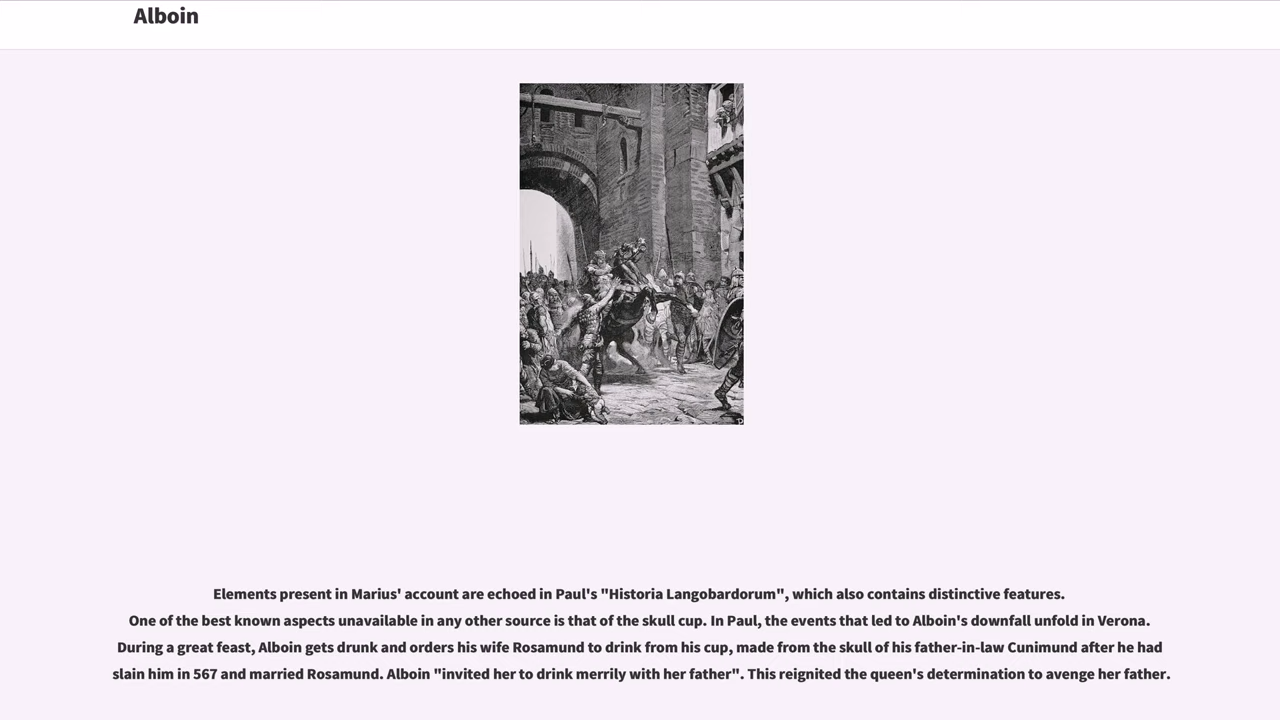 Alboin
Elements present in Marius' account are echoed in Paul's "Historia Langobardorum", which also contains distinctive features.
One of the best known aspects unavailable in any other source is that of the skull cup. In Paul, the events that led to Alboin's downfall unfold in Verona.
During a great feast, Alboin gets drunk and orders his wife Rosamund to drink from his cup, made from the skull of his father-in-law Cunimund after he had
slain him in 567 and married Rosamund. Alboin "invited her to drink merrily with her father". This reignited the queen's determination to avenge her father.